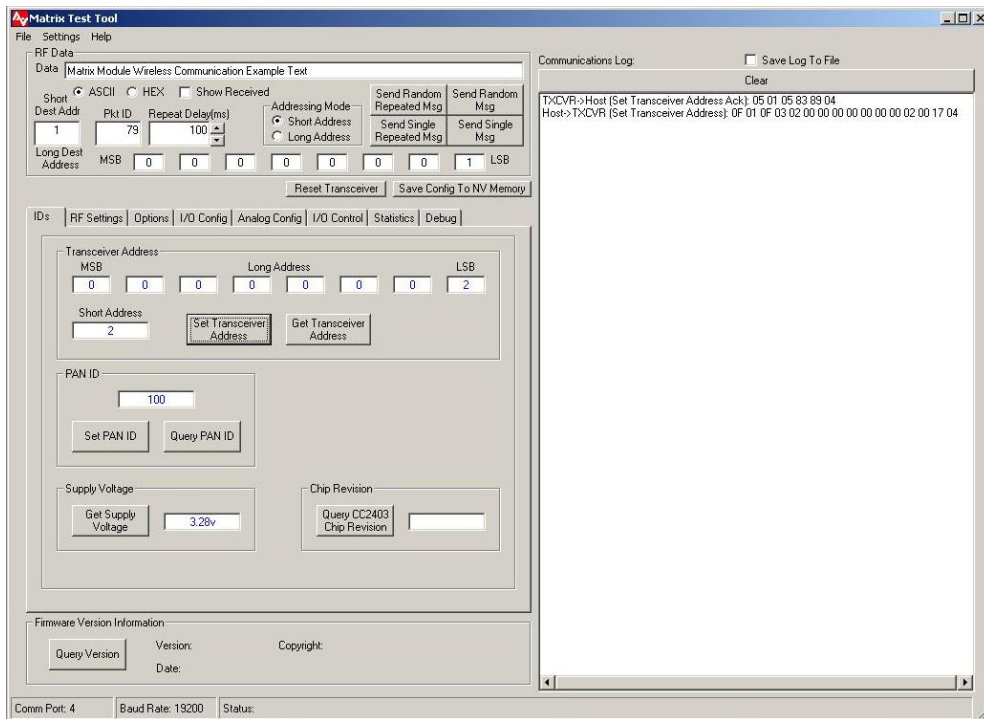 Matrix Test Tool
File Settings Help
RF Data
Data Matrix Module Wireless Communication Example Text
ASCII HEX Show Received
Short Dest Addr
1
Pkt ID
79
Repeat Delay(ms)
100
Addressing Mode
Short Address
Long Address
Send Random Repeated Msg
Send Random Msg
Send Single Repeated Msg
Send Single Msg
Long Dest Address
MSB 0 0 0 0 0 0 0 1 LSB
Reset Transceiver
Save Config To NV Memory
IDs RF Settings Options I/O Config Analog Config I/O Control Statistics Debug
Transceiver Address
MSB Long Address LSB
0 0 0 0 0 0 0 2
Short Address
2
Set Transceiver Address
Get Transceiver Address
PAN ID
100
Set PAN ID
Query PAN ID
Supply Voltage
Get Supply Voltage
3.28v
Chip Revision
Query CC2403 Chip Revision
Firmware Version Information
Query Version
Version:
Copyright:
Date:
Communications Log:
Save Log To File
Clear
TXCVR->Host (Set Transceiver Address Ack): 05 01 05 83 89 04
Host->TXCVR (Set Transceiver Address): 0F 01 0F 03 02 00 00 00 00 00 00 00 02 00 17 04
Comm Port: 4 Baud Rate: 19200 Status: